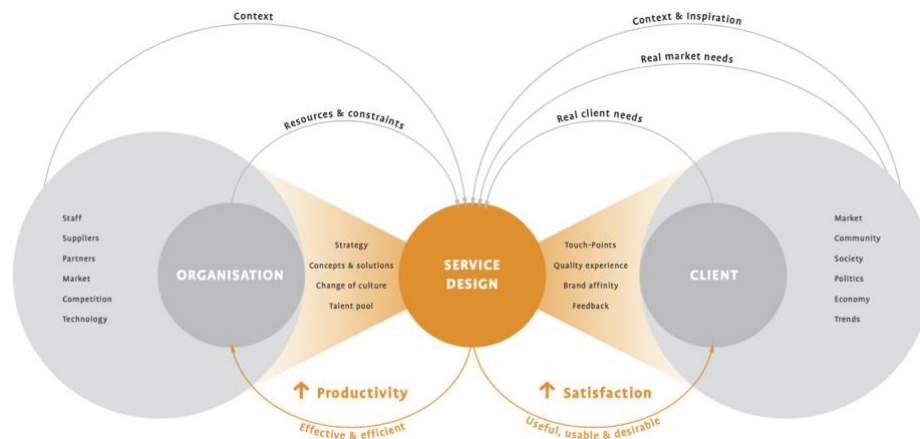 Context
Context & Inspiration
Real market needs
Resources & constraints
Real client needs
Staff
Suppliers
Partners
Market
Competition
Technology
ORGANISATION
Strategy
Concepts & solutions
Change of culture
Talent pool
SERVICE
DESIGN
Touch-Points
Quality experience
Brand affinity
Feedback
CLIENT
Market
Community
Society
Politics
Economy
Trends
↑ Productivity
Effective & efficient
↑ Satisfaction
Useful, usable & desirable